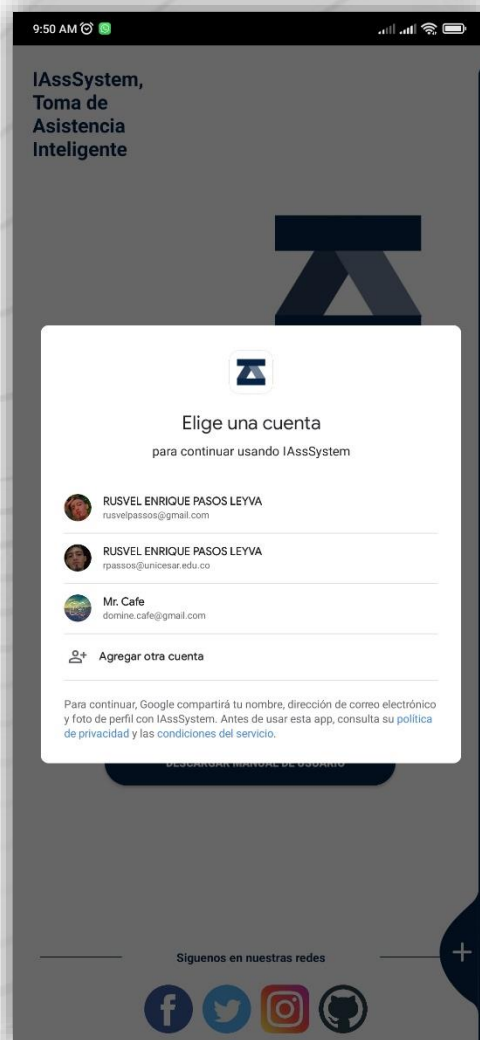 9:50 AM
IAssSystem,
Toma de
Asistencia
Inteligente
Elige una cuenta
para continuar usando IAssSystem
RUSVEL ENRIQUE PASOS LEYVA
rusvelpassos@gmail.com
RUSVEL ENRIQUE PASOS LEYVA
rpassos@unicesar.edu.co
Mr. Cafe
domine.cafe@gmail.com
Agregar otra cuenta
Para continuar, Google compartirá tu nombre, dirección de correo electrónico
y foto de perfil con IAssSystem. Antes de usar esta app, consulta su política
de privacidad y las condiciones del servicio.
DESCARGAR MANUAL DE USUARIO
Siguenos en nuestras redes